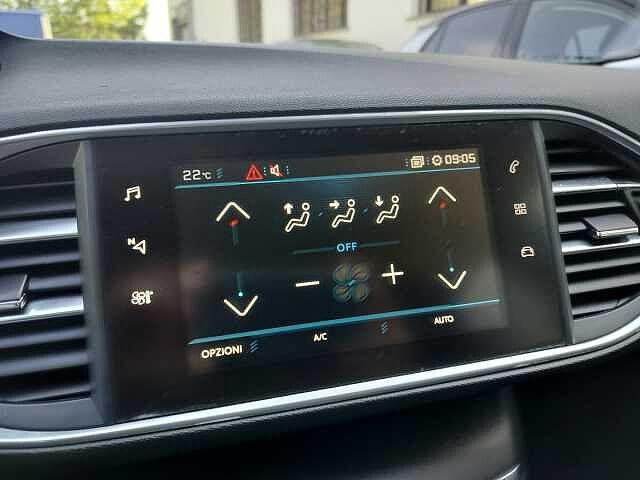 22°C 09:05
N
OFF
OPZIONI A/C AUTO